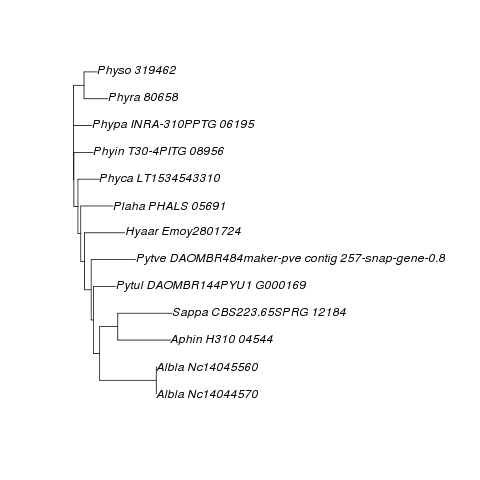 Physo 319462
Phyra 80658
Phypa INRA-310PPTG 06195
Phyin T30-4PITG 08956
Phyca LT1534543310
Plaha PHALS 05691
Hyaar Emoy2801724
Pytve DAOMBR484maker-pve contig 257-snap-gene-0.8
Pytul DAOMBR144PYU1 G000169
Sappa CBS223.65SPRG 12184
Aphin H310 04544
Albla Nc14045560
Albla Nc14044570